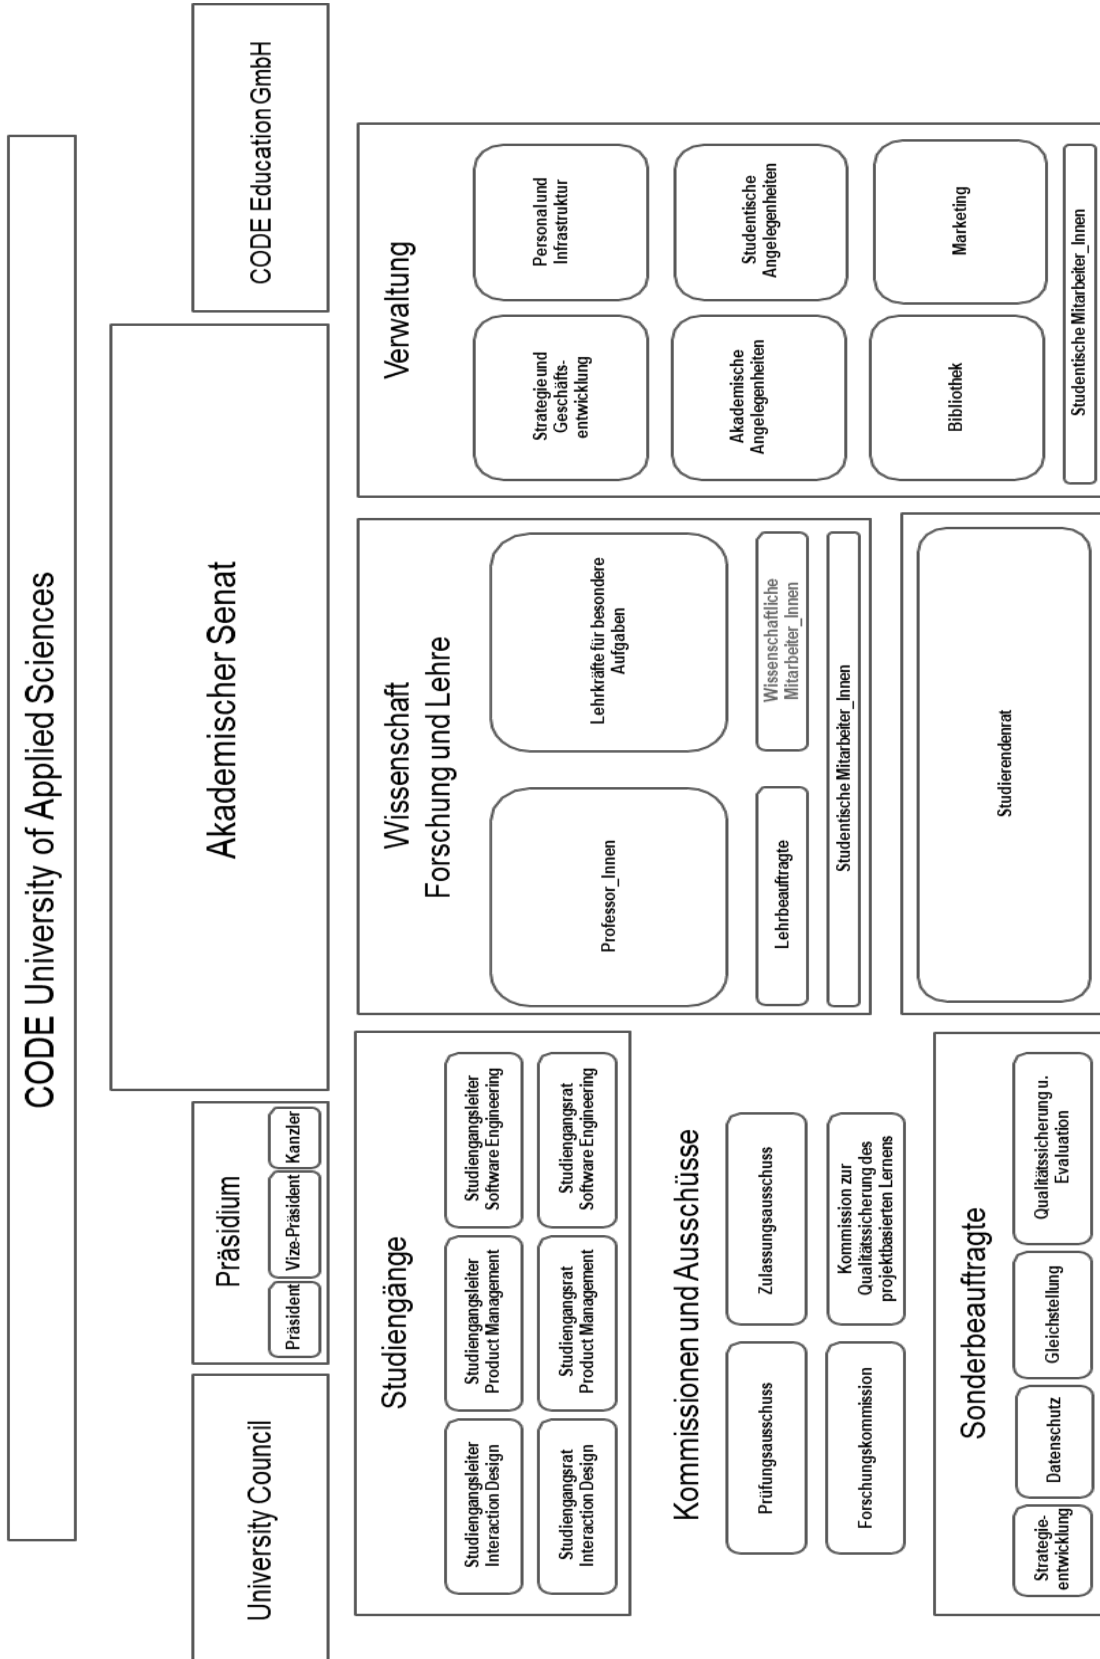 CODE University of Applied Sciences
University Council
Präsidium
Präsident
Vize-Präsident
Kanzler
Akademischer Senat
CODE Education GmbH
Studiengänge
Studiengangsleiter
Interaction Design
Studiengangsleiter
Product Management
Studiengangsleiter
Software Engineering
Studiengangsrat
Interaction Design
Studiengangsrat
Product Management
Studiengangsrat
Software Engineering
Kommissionen und Ausschüsse
Prüfungsausschuss
Zulassungsausschuss
Forschungskommission
Kommission zur
Qualitätssicherung des
projektbasierten Lernens
Sonderbeauftragte
Strategie-
entwicklung
Datenschutz
Gleichstellung
Qualitätssicherung u.
Evaluation
Wissenschaft
Forschung und Lehre
Professor_Innen
Lehrkräfte für besondere
Aufgaben
Lehrbeauftragte
Wissenschaftliche
Mitarbeiter_Innen
Studentische Mitarbeiter_Innen
Studierendenrat
Verwaltung
Strategie und
Geschäfts-
entwicklung
Personal und
Infrastruktur
Akademische
Angelegenheiten
Studentische
Angelegenheiten
Bibliothek
Marketing
Studentische Mitarbeiter_Innen